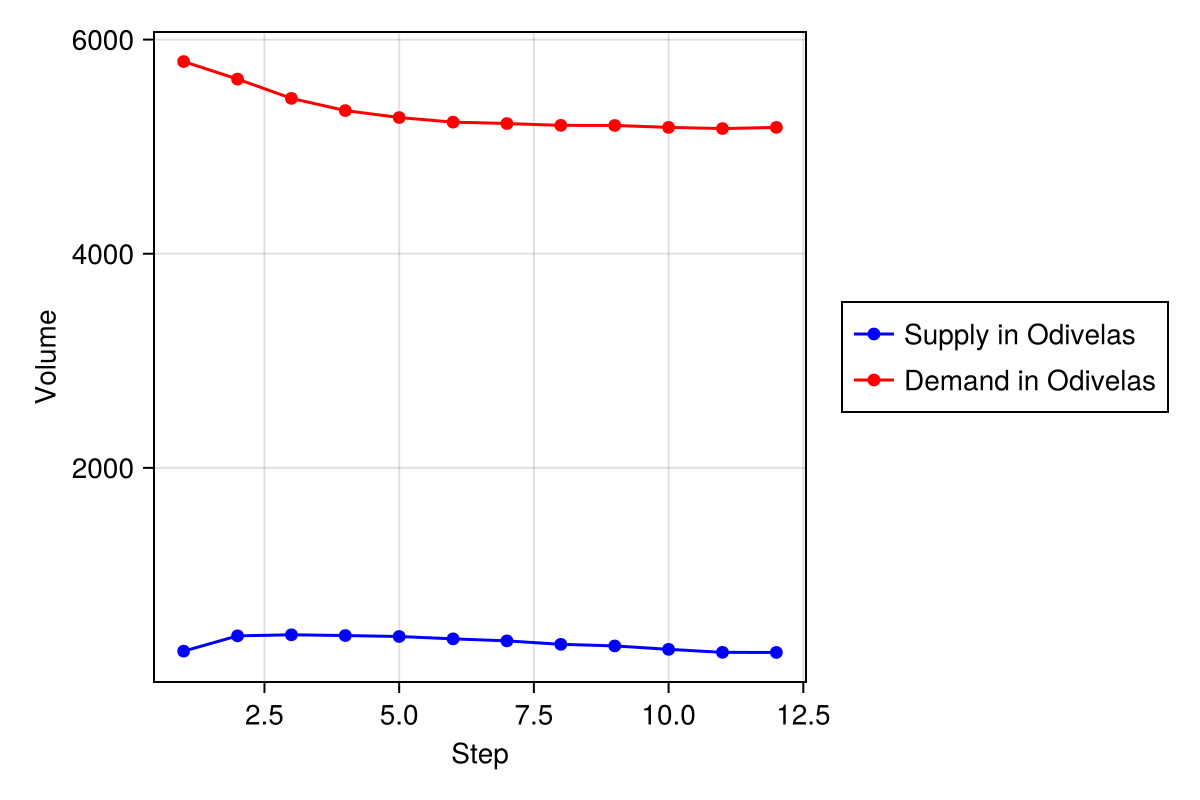 6000
4000
2000
Volume
2.5 5.0 7.5 10.0 12.5
Step
Supply in Odivelas
Demand in Odivelas